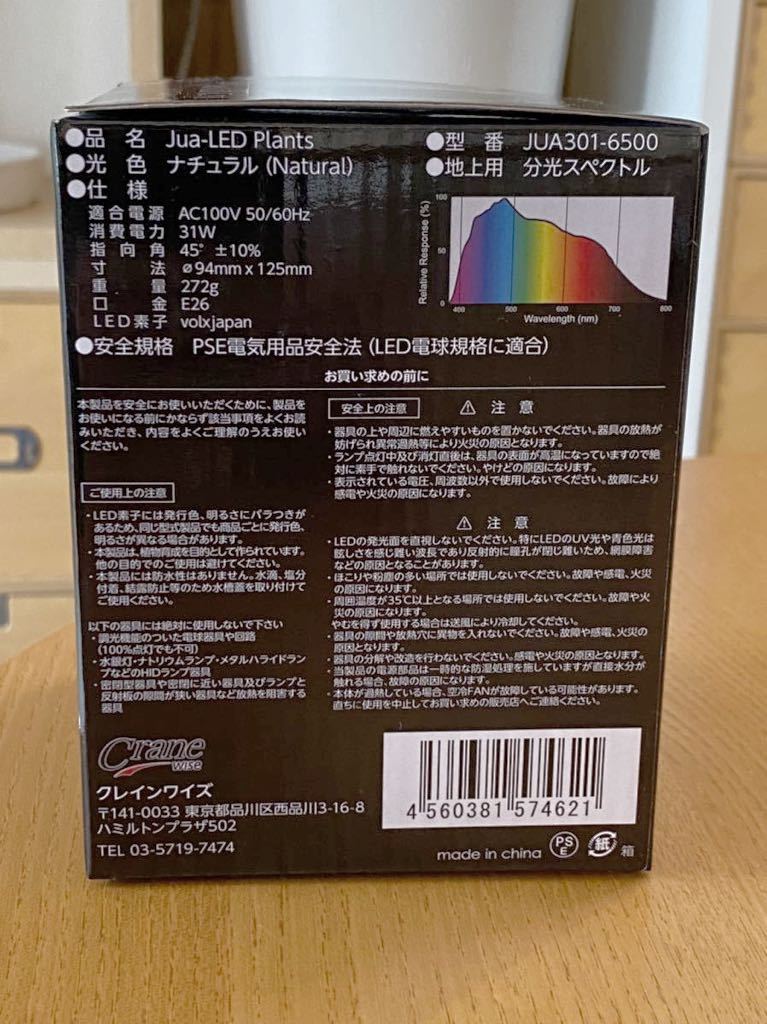 ●品 名 Jua-LED Plants
●光 色 ナチュラル (Natural)
●仕 様
適合電源 AC100V 50/60Hz
消費電力 31W
指向角 45° ±10%
寸 法 ø94mm x 125mm
重 量 272g
口 金 E26
LED素子 volxjapan
●型 番 JUA301-6500
●地上用 分光スペクトル
Relative Response (%)
100
50
0
400 500 600 700 800
Wavelength (nm)
●安全規格 PSE電気用品安全法 (LED電球規格に適合)
お買い求めの前に
本製品を安全にお使いいただくために、製品を
お使いになる前にかならず該当事項をよくお読
みいただき、内容をよくご理解のうえお使い
ください。
ご使用上の注意
・LED素子には発行色、明るさにバラつきが
あるため、同じ型式製品でも商品ごとに発行色、
明るさが異なる場合があります。
・本製品は、植物育成を目的として作られています。
他の目的でのご使用は避けてください。
・本製品には防水性はありません。水滴、塩分
付着、結露防止等のため水槽蓋を取り付けて
ご使用ください。
以下の器具には絶対に使用しないで下さい
・調光機能のついた電球器具や回路
(100%点灯でも不可)
・水銀灯・ナトリウムランプ・メタルハライドラン
プなどのHIDランプ器具
・密閉型器具や密閉に近い器具及びランプと
反射板の隙間が狭い器具など放熱を阻害する
器具
安全上の注意 ⚠ 注 意
・器具の上や周辺に燃えやすいものを置かないでください。器具の放熱が
妨げられ異常過熱等により火災の原因となります。
・ランプ点灯中及び消灯直後は、器具の表面が高温になっていますので絶
対に素手で触れないでください。やけどの原因になります。
・表示されている電圧、周波数以外で使用しないでください。故障により
感電や火災の原因になります。
⚠ 注 意
・LEDの発光面を直視しないでください。特にLEDのUV光や青色光は
眩しさを感じ難い波長であり反射的に瞳孔が閉じ難いため、網膜障害
などの原因となることがあります。
・ほこりや粉塵の多い場所では使用しないでください。故障や感電、火災
の原因になります。
・周囲温度が35℃以上となる場所では使用しないでください。故障や火
災の原因になります。
やむを得ず使用する場合は送風により冷却してください。
・器具の隙間や放熱穴に異物を入れないでください。故障や感電、火災の
原因となります。
・器具の分解や改造を行わないでください。感電や火災の原因となります。
・当製品の電源部品は一時的な防湿処理を施していますが直接水分が
触れる場合、故障の原因になります。
・本体が過熱している場合、空冷FANが故障している可能性があります。
直ちに使用を中止してお買い求めの販売店へご連絡ください。
Crane
wise
クレインワイズ
〒141-0033 東京都品川区西品川3-16-8
ハミルトンプラザ502
TEL 03-5719-7474
4 560381 574621
made in china PSE 紙 箱